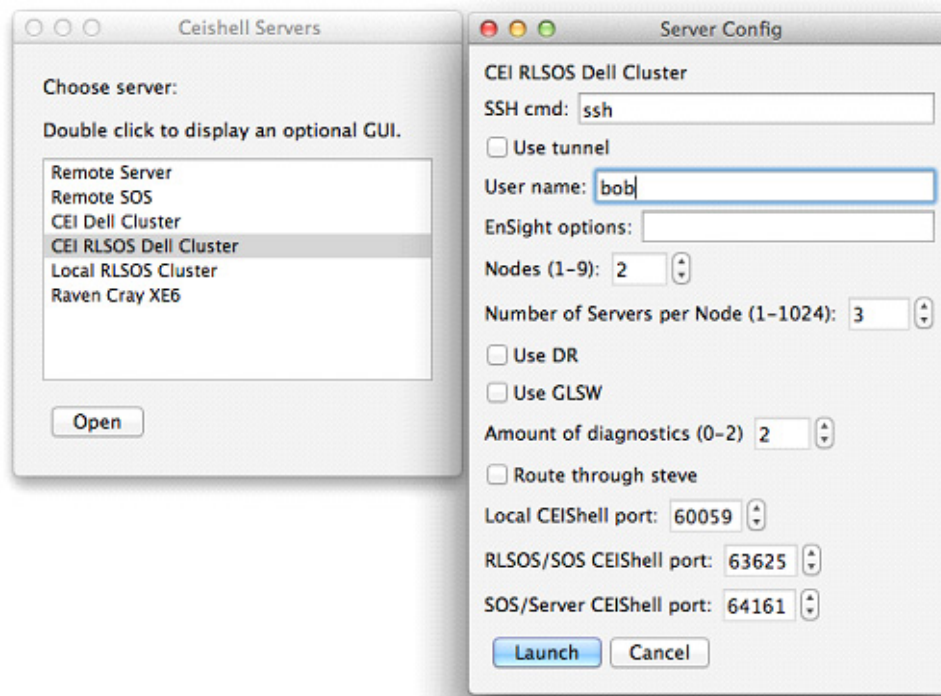 Ceishell Servers
Choose server:
Double click to display an optional GUI.
Remote Server
Remote SOS
CEI Dell Cluster
CEI RLSOS Dell Cluster
Local RLSOS Cluster
Raven Cray XE6
Open
Server Config
CEI RLSOS Dell Cluster
SSH cmd: ssh
Use tunnel
User name: bob
EnSight options:
Nodes (1-9): 2
Number of Servers per Node (1-1024): 3
Use DR
Use GLSW
Amount of diagnostics (0-2) 2
Route through steve
Local CEIShell port: 60059
RLSOS/SOS CEIShell port: 63625
SOS/Server CEIShell port: 64161
Launch Cancel